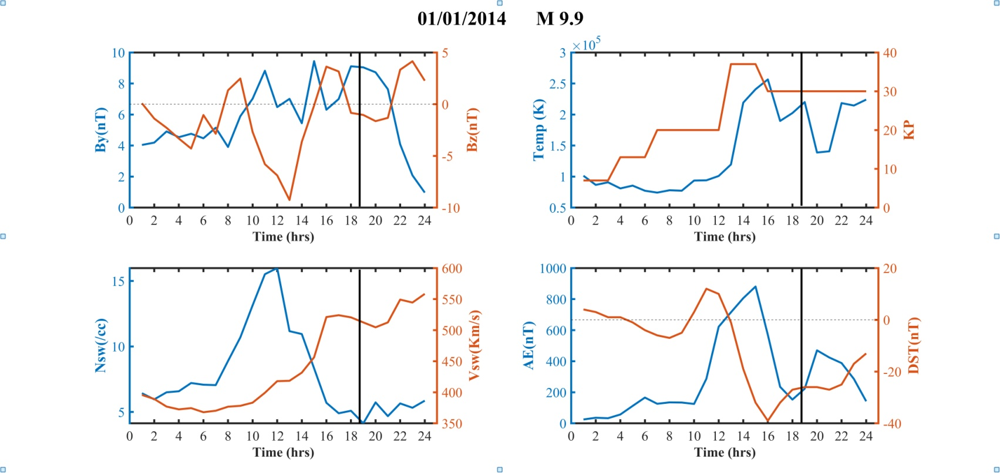 01/01/2014 M 9.9
10
8
6
4
2
0
By(nT)
5
0
-5
-10
Bz(nT)
0 2 4 6 8 10 12 14 16 18 20 22 24
Time (hrs)
×10⁵
3
2.5
2
1.5
1
0.5
Temp (K)
40
30
20
10
0
KP
0 2 4 6 8 10 12 14 16 18 20 22 24
Time (hrs)
15
10
5
Nsw(/cc)
600
550
500
450
400
350
Vsw(Km/s)
0 2 4 6 8 10 12 14 16 18 20 22 24
Time (hrs)
1000
800
600
400
200
0
AE(nT)
20
0
-20
-40
DST(nT)
0 2 4 6 8 10 12 14 16 18 20 22 24
Time (hrs)